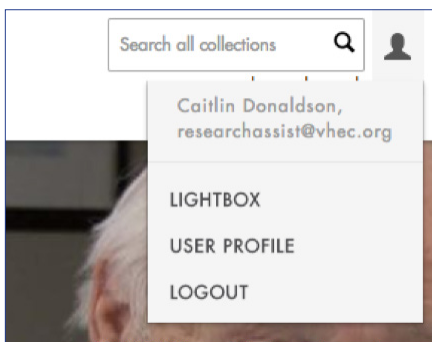 Search all collections
Caitlin Donaldson,
researchassist@vhec.org
LIGHTBOX
USER PROFILE
LOGOUT